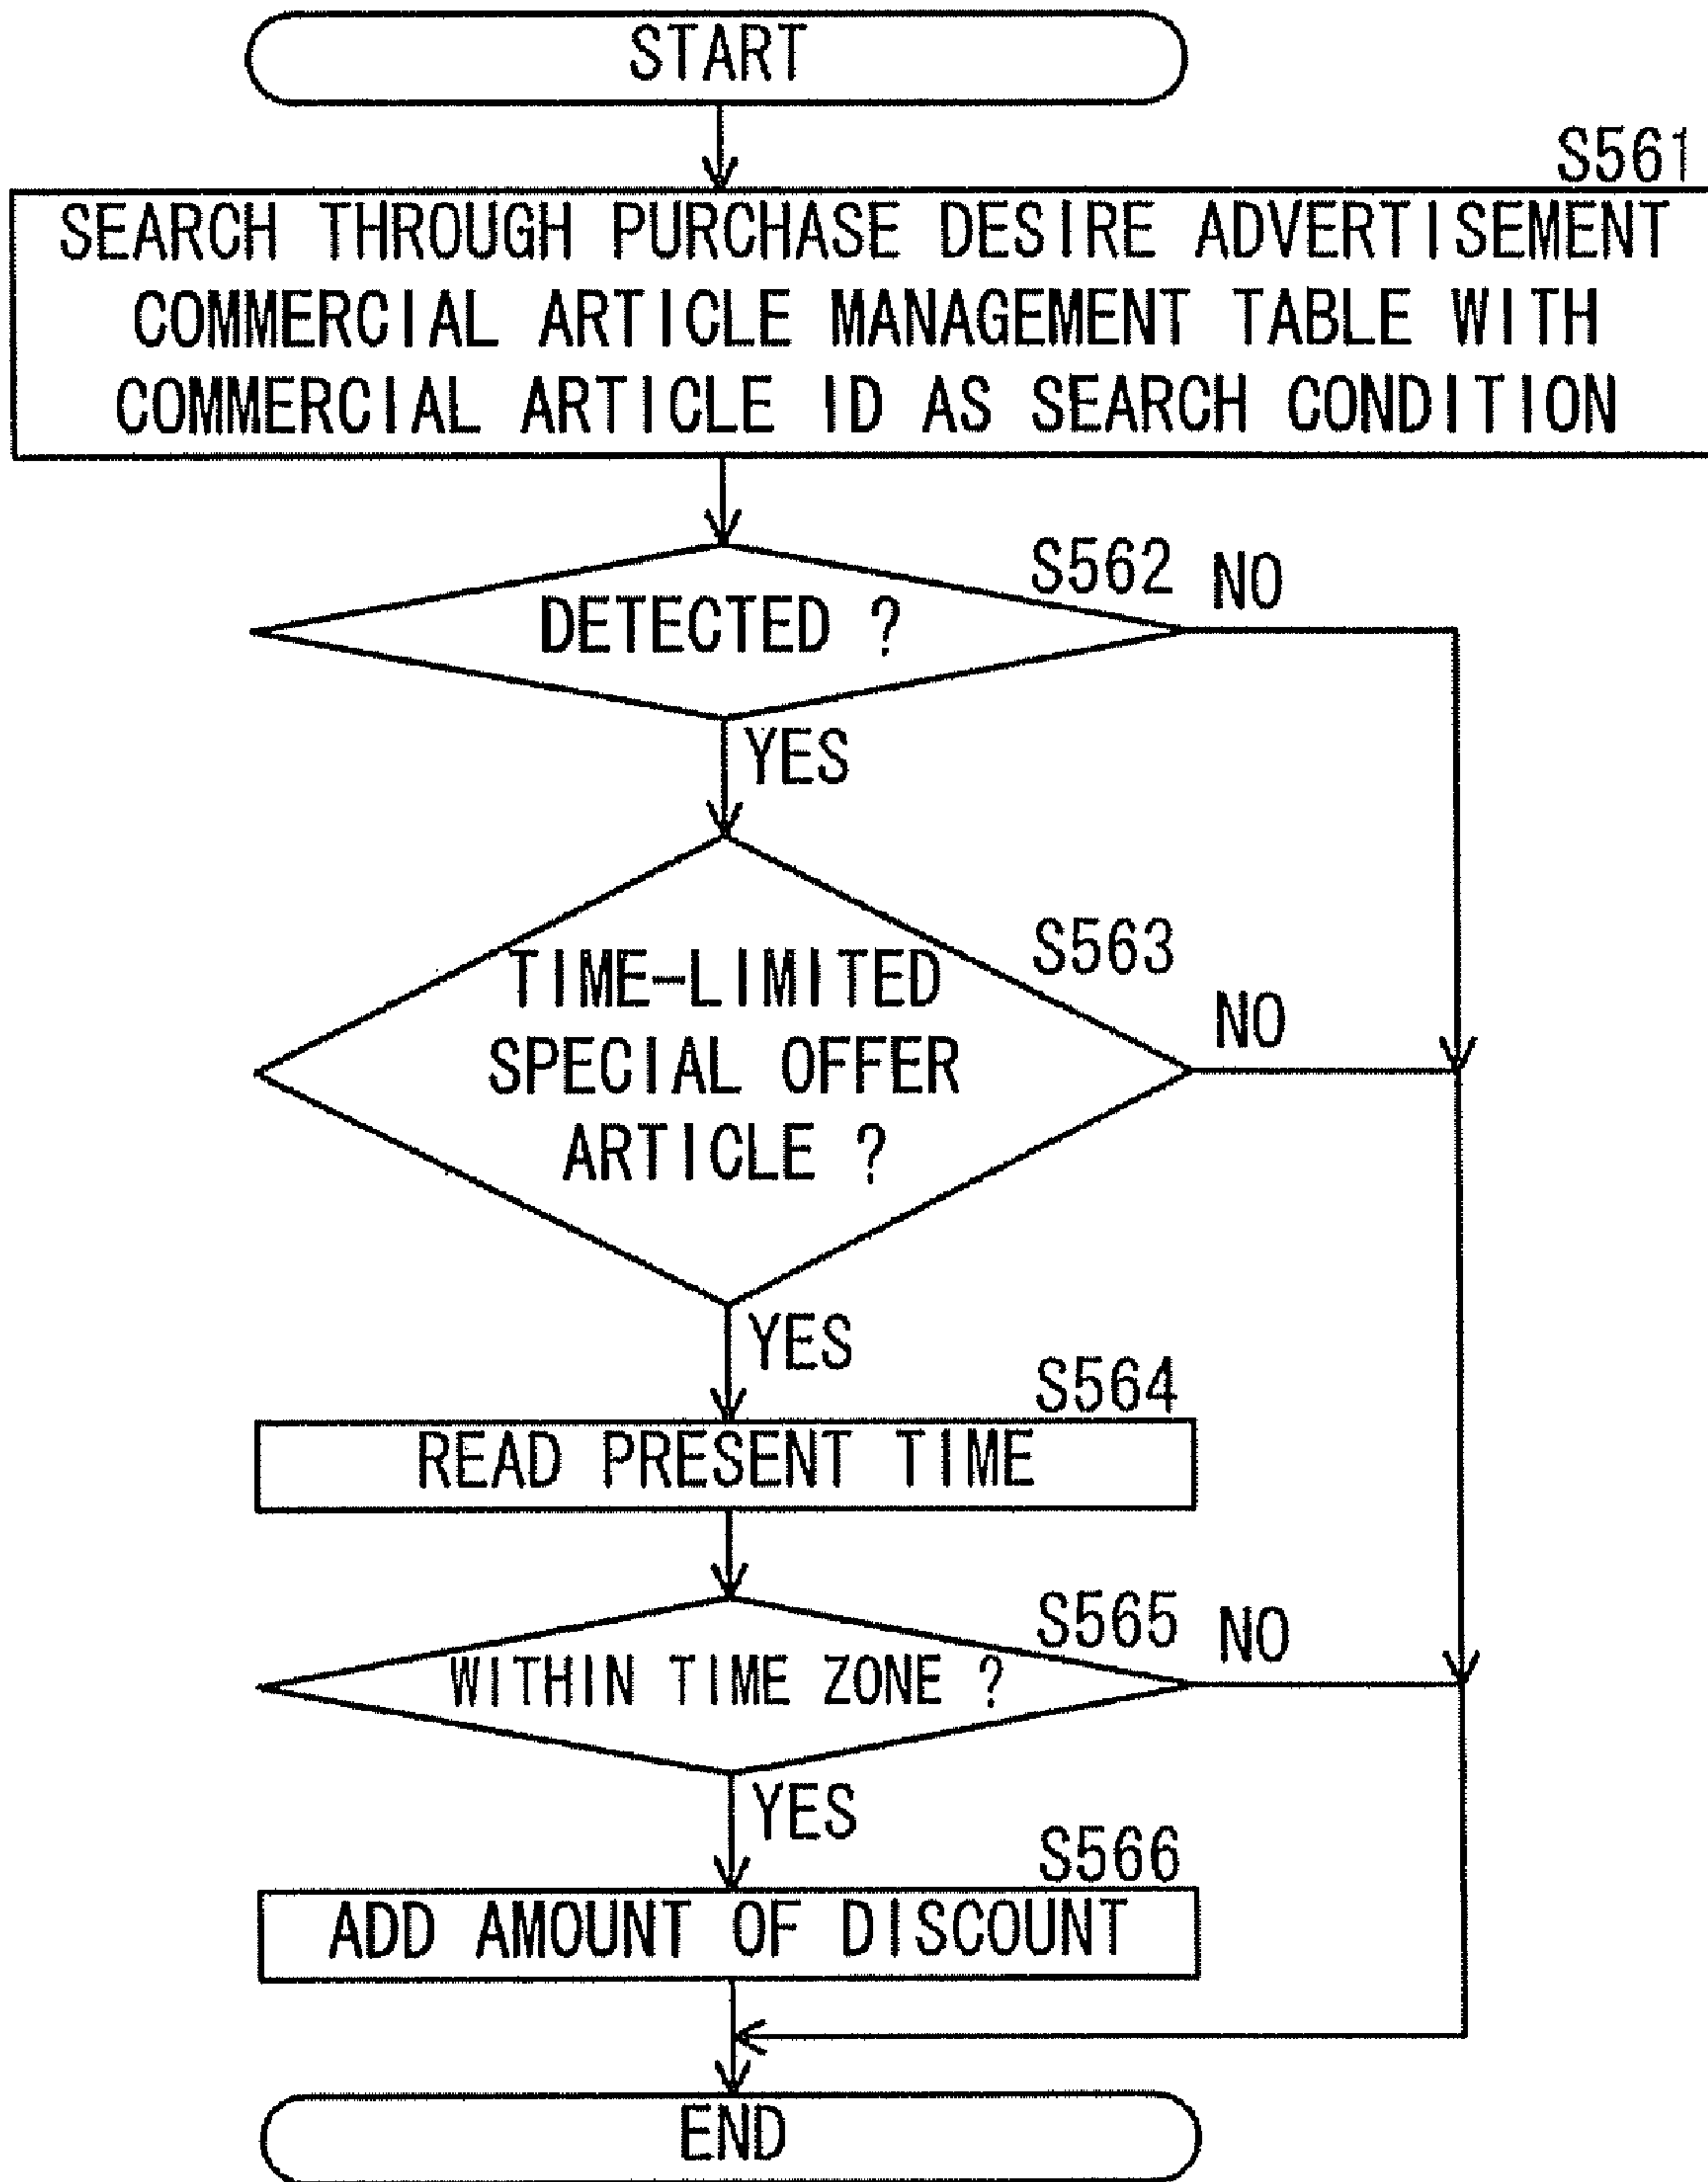 START
S561
SEARCH THROUGH PURCHASE DESIRE ADVERTISEMENT
COMMERCIAL ARTICLE MANAGEMENT TABLE WITH
COMMERCIAL ARTICLE ID AS SEARCH CONDITION
S562
NO
DETECTED ?
YES
S563
TIME-LIMITED
NO
SPECIAL OFFER
ARTICLE ?
YES
S564
READ PRESENT TIME
S565
NO
WITHIN TIME ZONE ?
YES
S566
ADD AMOUNT OF DISCOUNT
END